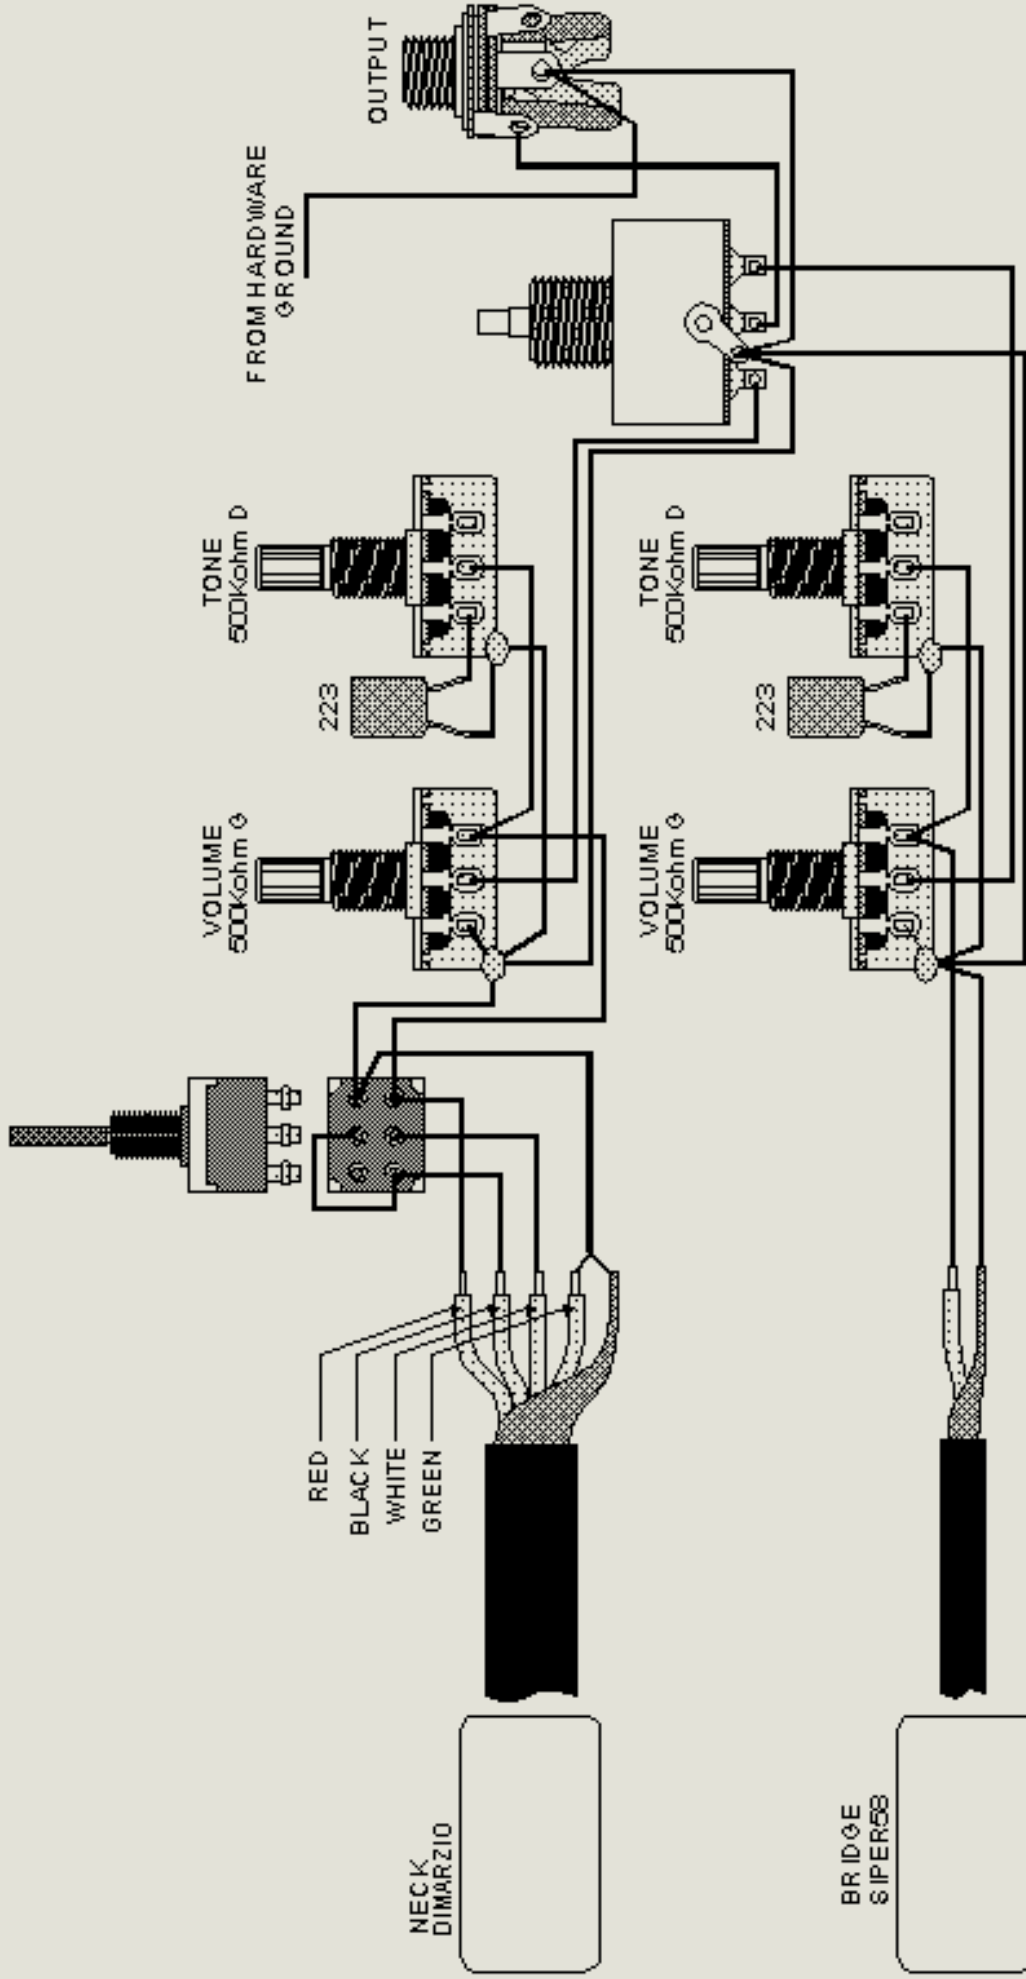 OUTPUT
FROM HARDWARE
GROUND
TONE
500Kohm D
TONE
500Kohm D
223
223
VOLUME
500Kohm G
VOLUME
500Kohm G
RED
BLACK
WHITE
GREEN
NECK
DIMARZIO
BRIDGE
SIPER58